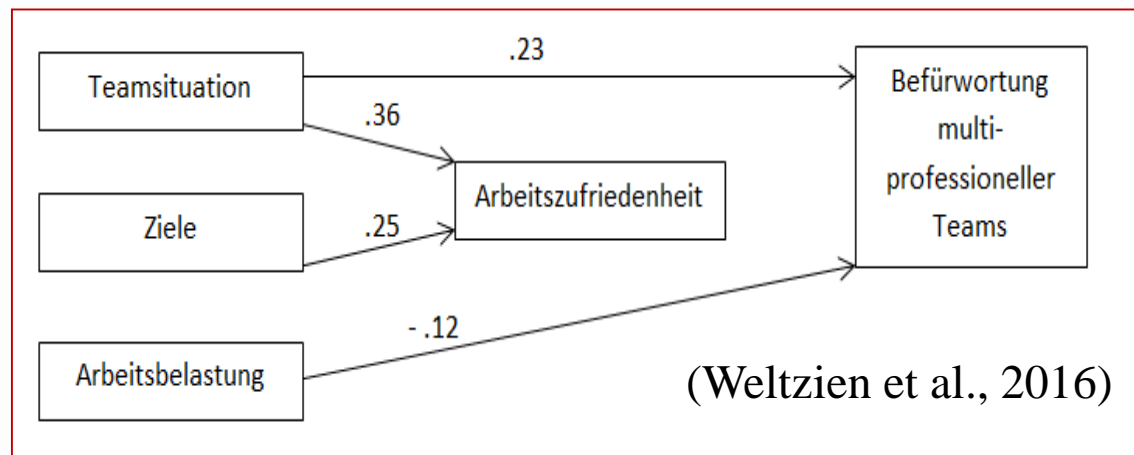 Teamsituation
.23
Befürwortung
multi-
professioneller
Teams
.36
Arbeitszufriedenheit
Ziele
.25
Arbeitsbelastung
- .12
(Weltzien et al., 2016)